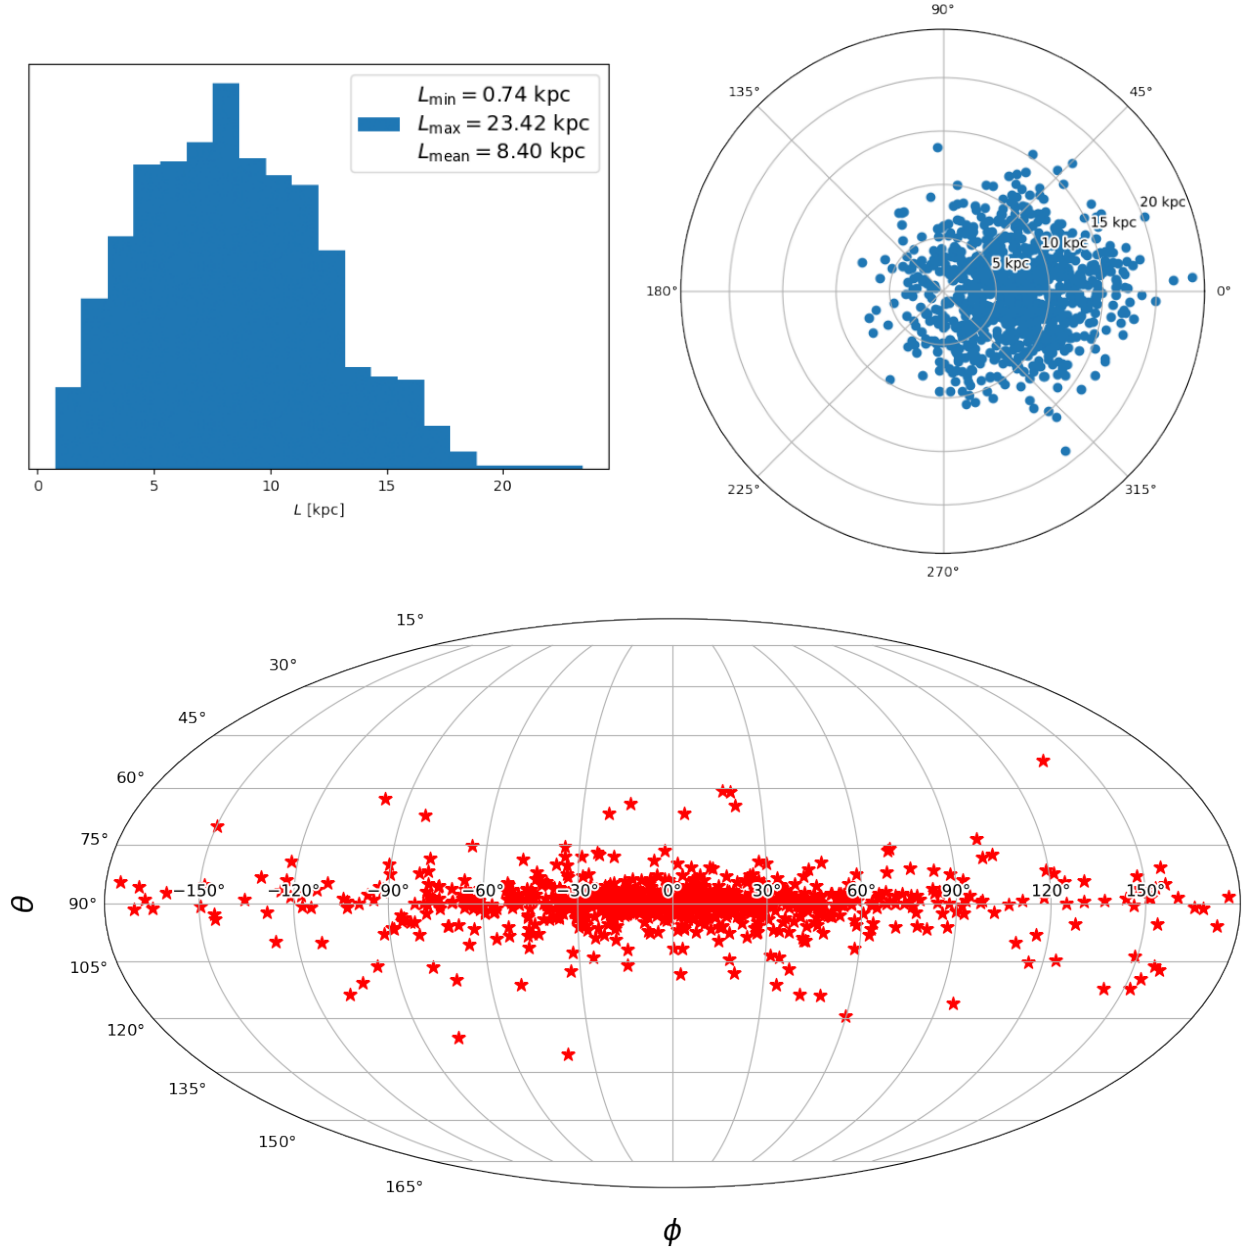 L_min = 0.74 kpc
L_max = 23.42 kpc
L_mean = 8.40 kpc
0 5 10 15 20
L [kpc]
90°
135° 45°
20 kpc
15 kpc
10 kpc
5 kpc
180° 0°
225° 315°
270°
15°
30°
45°
60°
75°
θ 90° −150° −120° −90° −60° −30° 0° 30° 60° 90° 120° 150°
105°
120°
135°
150°
165°
ϕ